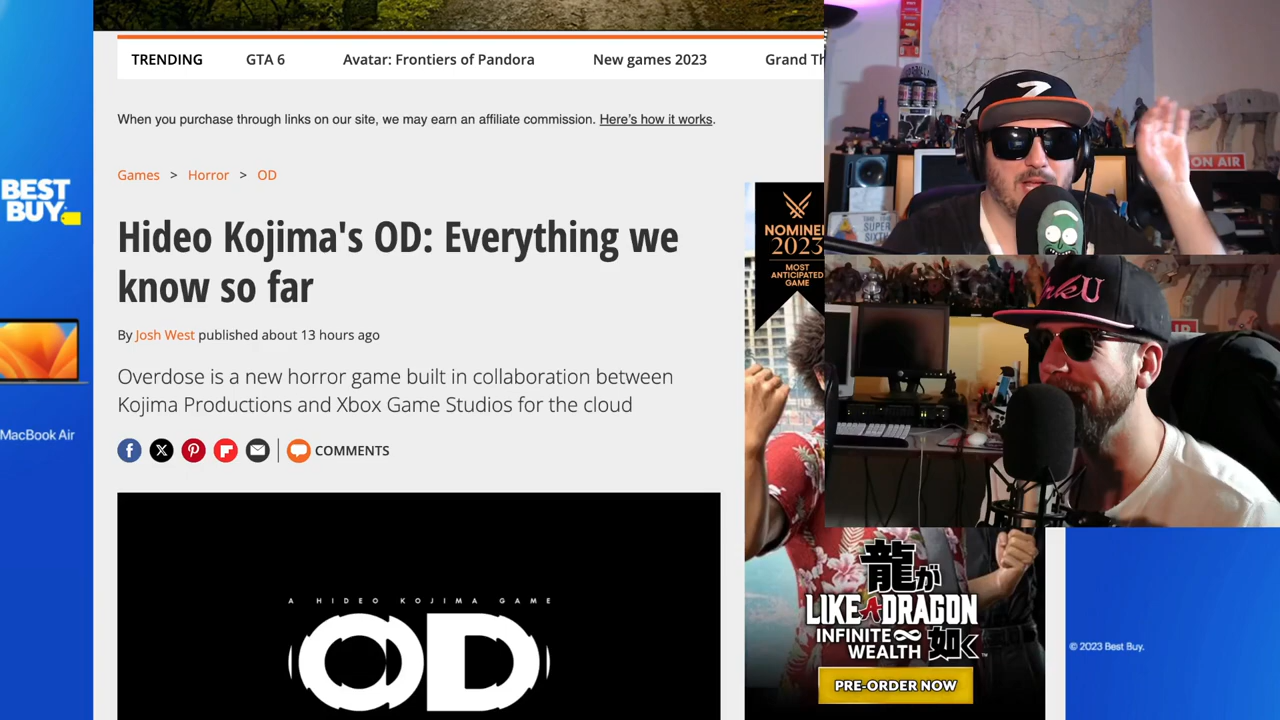 TRENDING GTA 6 Avatar: Frontiers of Pandora New games 2023 Grand Th
When you purchase through links on our site, we may earn an affiliate commission. Here's how it works.
Games > Horror > OD
Hideo Kojima's OD: Everything we
know so far
By Josh West published about 13 hours ago
Overdose is a new horror game built in collaboration between
Kojima Productions and Xbox Game Studios for the cloud
COMMENTS
A HIDEO KOJIMA GAME
OD
BEST
BUY
MacBook Air
NOMINEE
2023
MOST
ANTICIPATED
GAME
龍が
LIKE A DRAGON
INFINITE∞
WEALTH
如く
PRE-ORDER NOW
ON AIR
SUPER
© 2023 Best Buy.